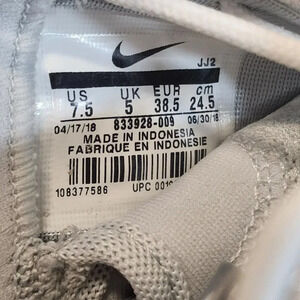 JJ2
US UK EUR cm
7.5 5 38.5 24.5
04/17/18 833928-009 06/30/18
MADE IN INDONESIA
FABRIQUE EN INDONESIE
108377586 UPC